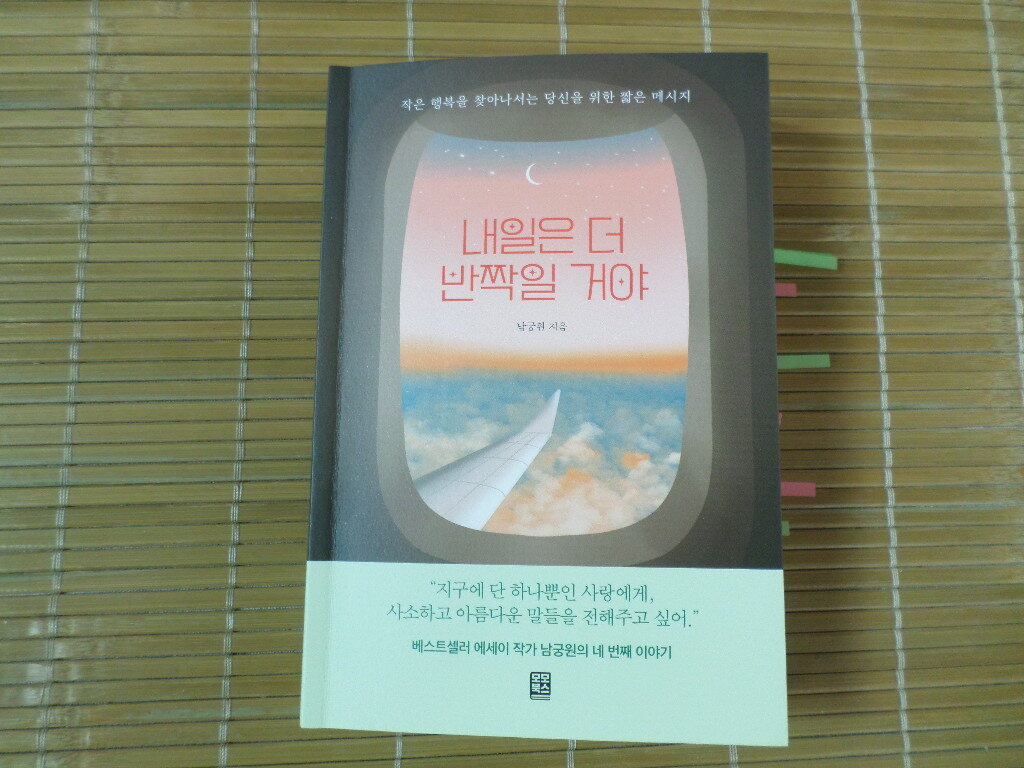 작은 행복을 찾아나서는 당신을 위한 짧은 메시지
내일은 더
반짝일 거야
남궁원 지음
“지구에 단 하나뿐인 사랑에게,
사소하고 아름다운 말들을 전해주고 싶어.”
베스트셀러 에세이 작가 남궁원의 네 번째 이야기
모모
북스